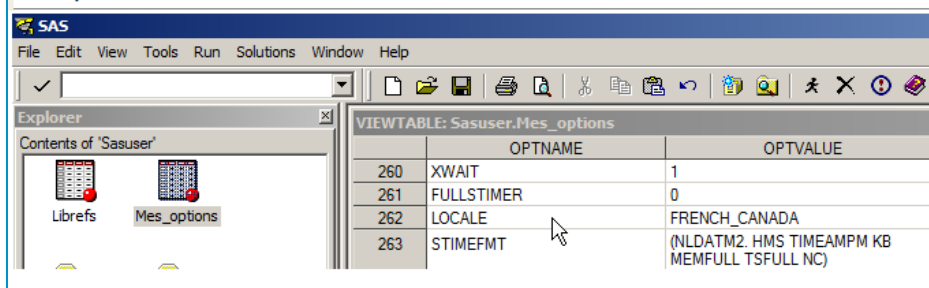 SAS
File Edit View Tools Run Solutions Window Help
Explorer
Contents of 'Sasuser'
Librefs
Mes_options
VIEWTABLE: Sasuser.Mes_options
OPTNAME OPTVALUE
260 XWAIT 1
261 FULLSTIMER 0
262 LOCALE FRENCH_CANADA
263 STIMEFMT (NLDATM2. HMS TIMEAMPM KB
MEMFULL TSFULL NC)